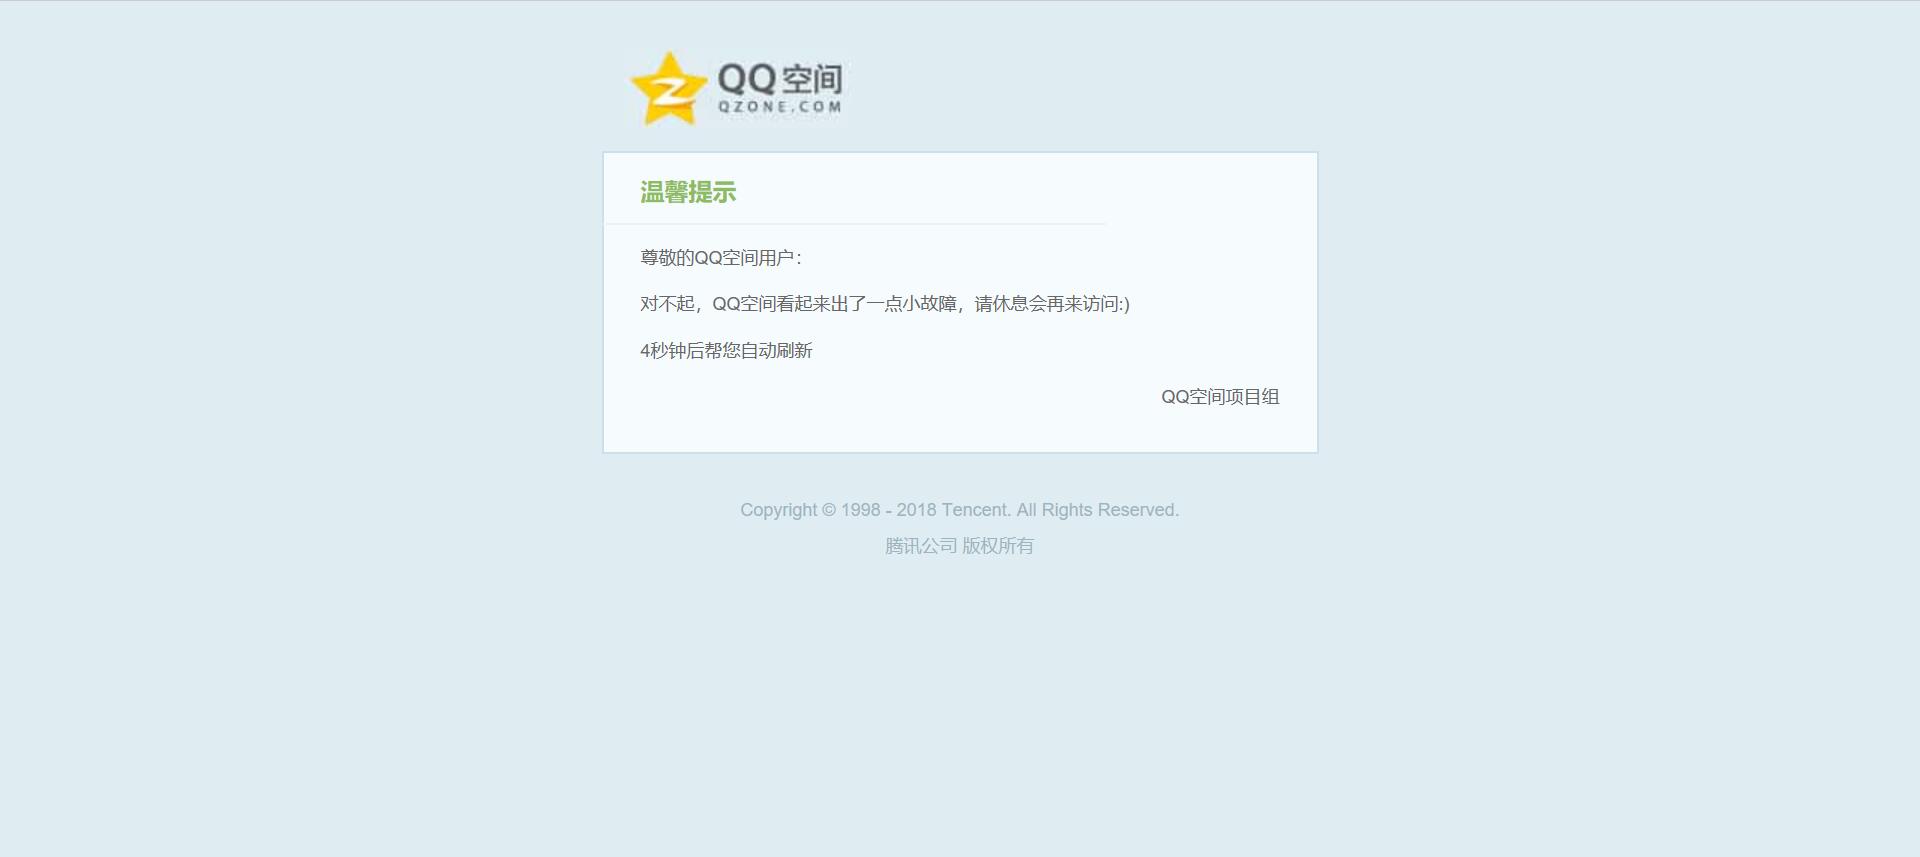 QQ空间
QZONE.COM
温馨提示
尊敬的QQ空间用户：
对不起，QQ空间看起来出了一点小故障，请休息会再来访问:)
4秒钟后帮您自动刷新
QQ空间项目组
Copyright © 1998 - 2018 Tencent. All Rights Reserved.
腾讯公司 版权所有